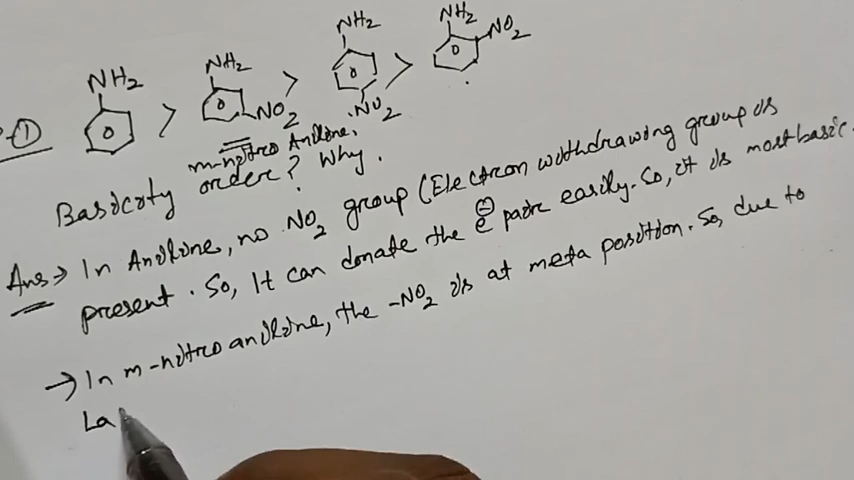 NH2 NH2 NH2 NH2
NO2
① > > > NO2
NO2
m-nitro Aniline.
Basicity order? Why.
Ans→ In Aniline, no NO2 group (Electron withdrawing group is
present. So, It can donate the e⊖ pair easily. So, it is most basic.
→ In m-nitroaniline, the -NO2 is at meta position. So, due to
La